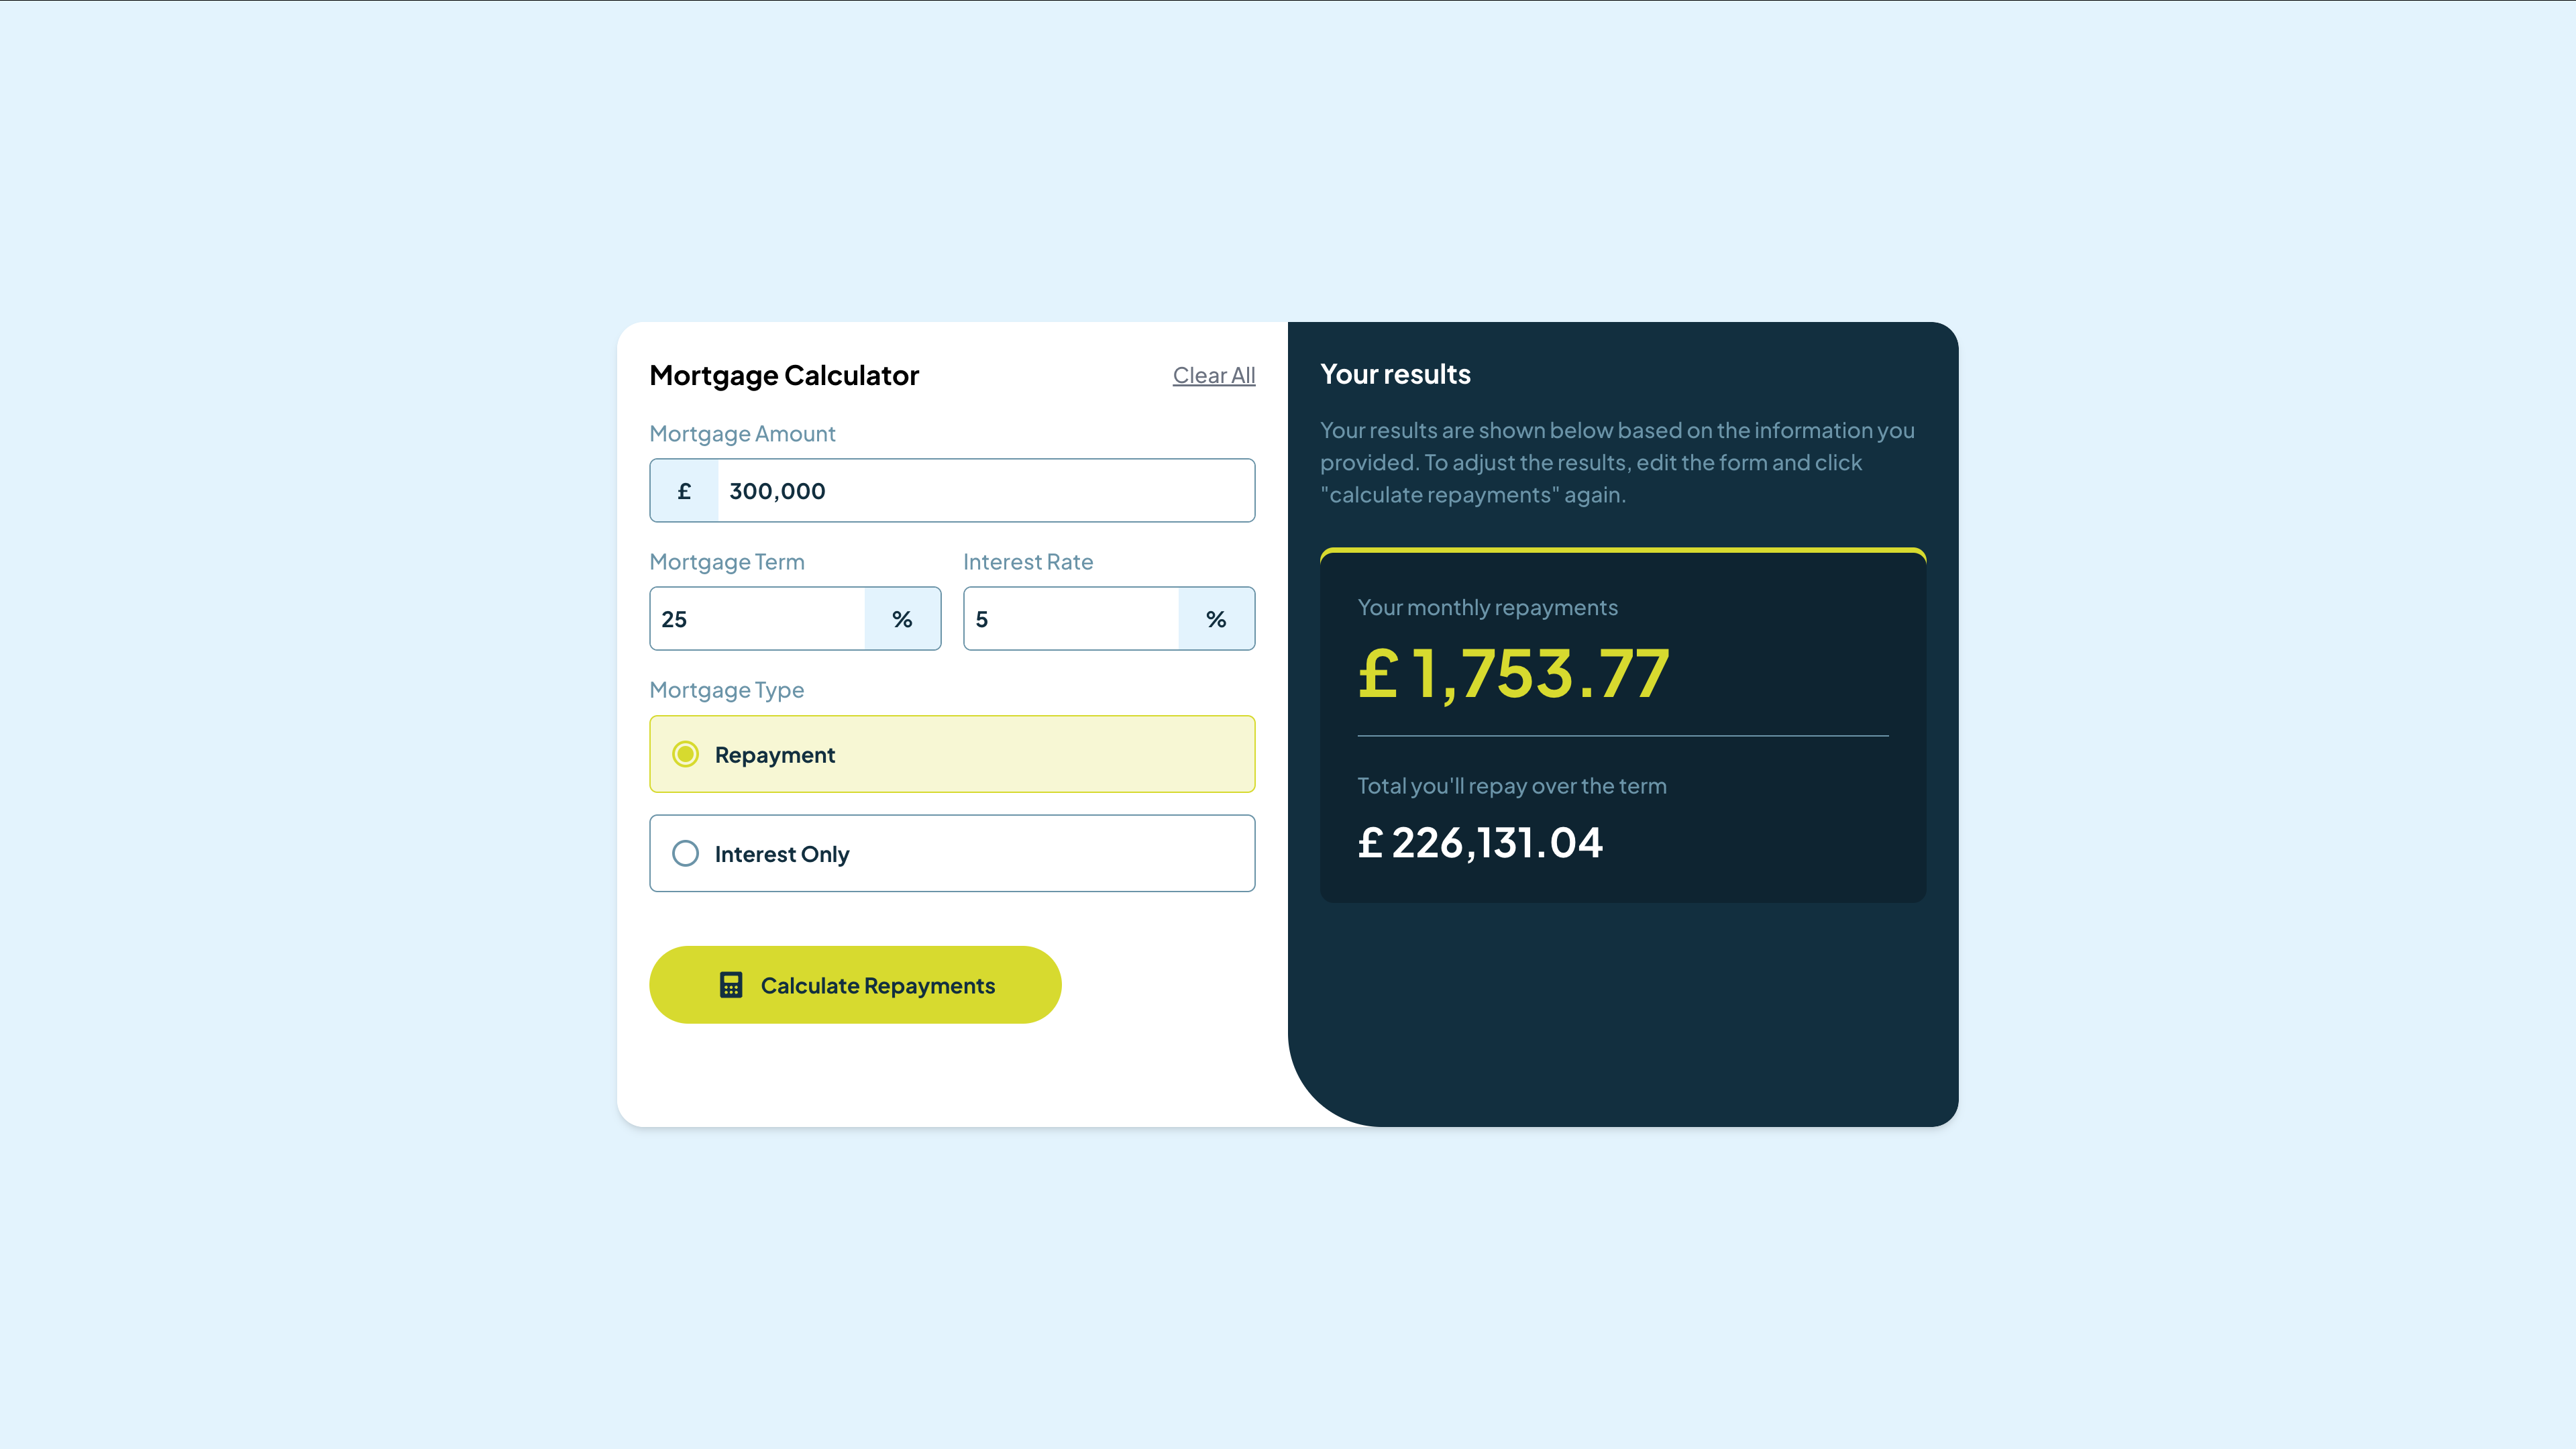 Mortgage Calculator
Clear All
Mortgage Amount
£ 300,000
Mortgage Term
25 %
Interest Rate
5 %
Mortgage Type
Repayment
Interest Only
Calculate Repayments
Your results
Your results are shown below based on the information you
provided. To adjust the results, edit the form and click
"calculate repayments" again.
Your monthly repayments
£ 1,753.77
Total you'll repay over the term
£ 226,131.04